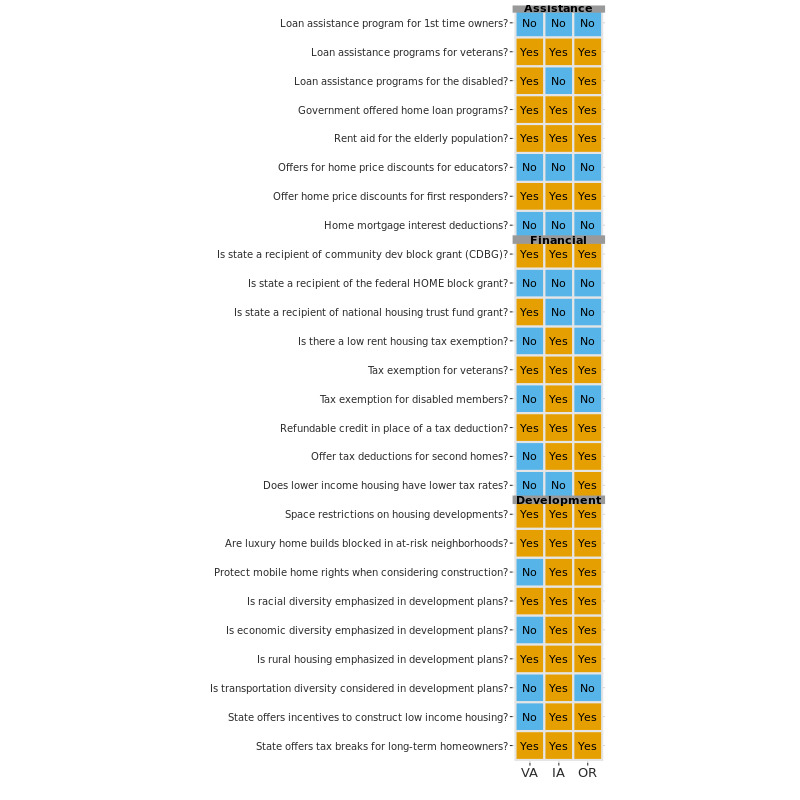 Assistance
Loan assistance program for 1st time owners? No No No
Loan assistance programs for veterans? Yes Yes Yes
Loan assistance programs for the disabled? Yes No Yes
Government offered home loan programs? Yes Yes Yes
Rent aid for the elderly population? Yes Yes Yes
Offers for home price discounts for educators? No No No
Offer home price discounts for first responders? Yes Yes Yes
Home mortgage interest deductions? No No No
Financial
Is state a recipient of community dev block grant (CDBG)? Yes Yes Yes
Is state a recipient of the federal HOME block grant? No No No
Is state a recipient of national housing trust fund grant? Yes No No
Is there a low rent housing tax exemption? No Yes No
Tax exemption for veterans? Yes Yes Yes
Tax exemption for disabled members? No Yes No
Refundable credit in place of a tax deduction? Yes Yes Yes
Offer tax deductions for second homes? No Yes Yes
Does lower income housing have lower tax rates? No No Yes
Development
Space restrictions on housing developments? Yes Yes Yes
Are luxury home builds blocked in at-risk neighborhoods? Yes Yes Yes
Protect mobile home rights when considering construction? No Yes Yes
Is racial diversity emphasized in development plans? Yes Yes Yes
Is economic diversity emphasized in development plans? No Yes Yes
Is rural housing emphasized in development plans? Yes Yes Yes
Is transportation diversity considered in development plans? No Yes No
State offers incentives to construct low income housing? No Yes Yes
State offers tax breaks for long-term homeowners? Yes Yes Yes
VA IA OR